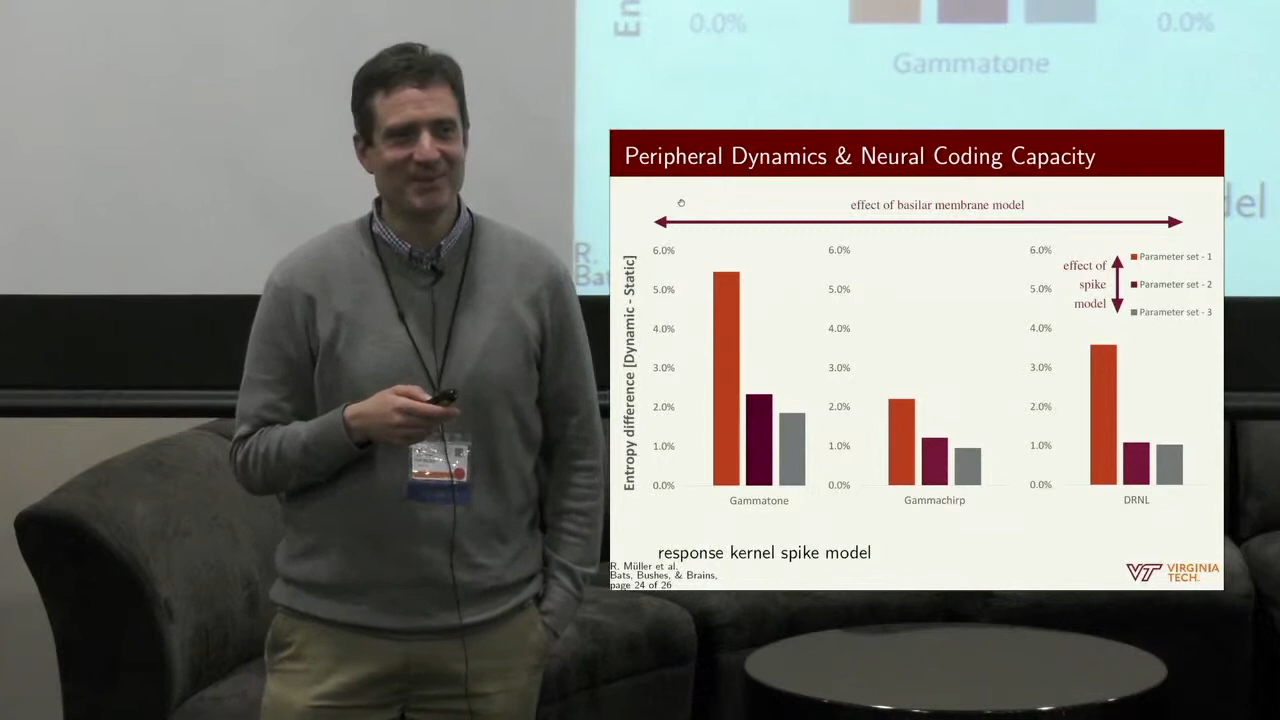 En
0.0%
0.0%
Gammatone
Peripheral Dynamics & Neural Coding Capacity
effect of basilar membrane model
Entropy difference [Dynamic - Static]
6.0%
5.0%
4.0%
3.0%
2.0%
1.0%
0.0%
Gammatone
6.0%
5.0%
4.0%
3.0%
2.0%
1.0%
0.0%
Gammachirp
6.0%
5.0%
4.0%
3.0%
2.0%
1.0%
0.0%
DRNL
effect of
spike
model
Parameter set - 1
Parameter set - 2
Parameter set - 3
response kernel spike model
R. Müller et al.
Bats, Bushes, & Brains,
page 24 of 26
VT VIRGINIA
TECH.
del
R.
Bat